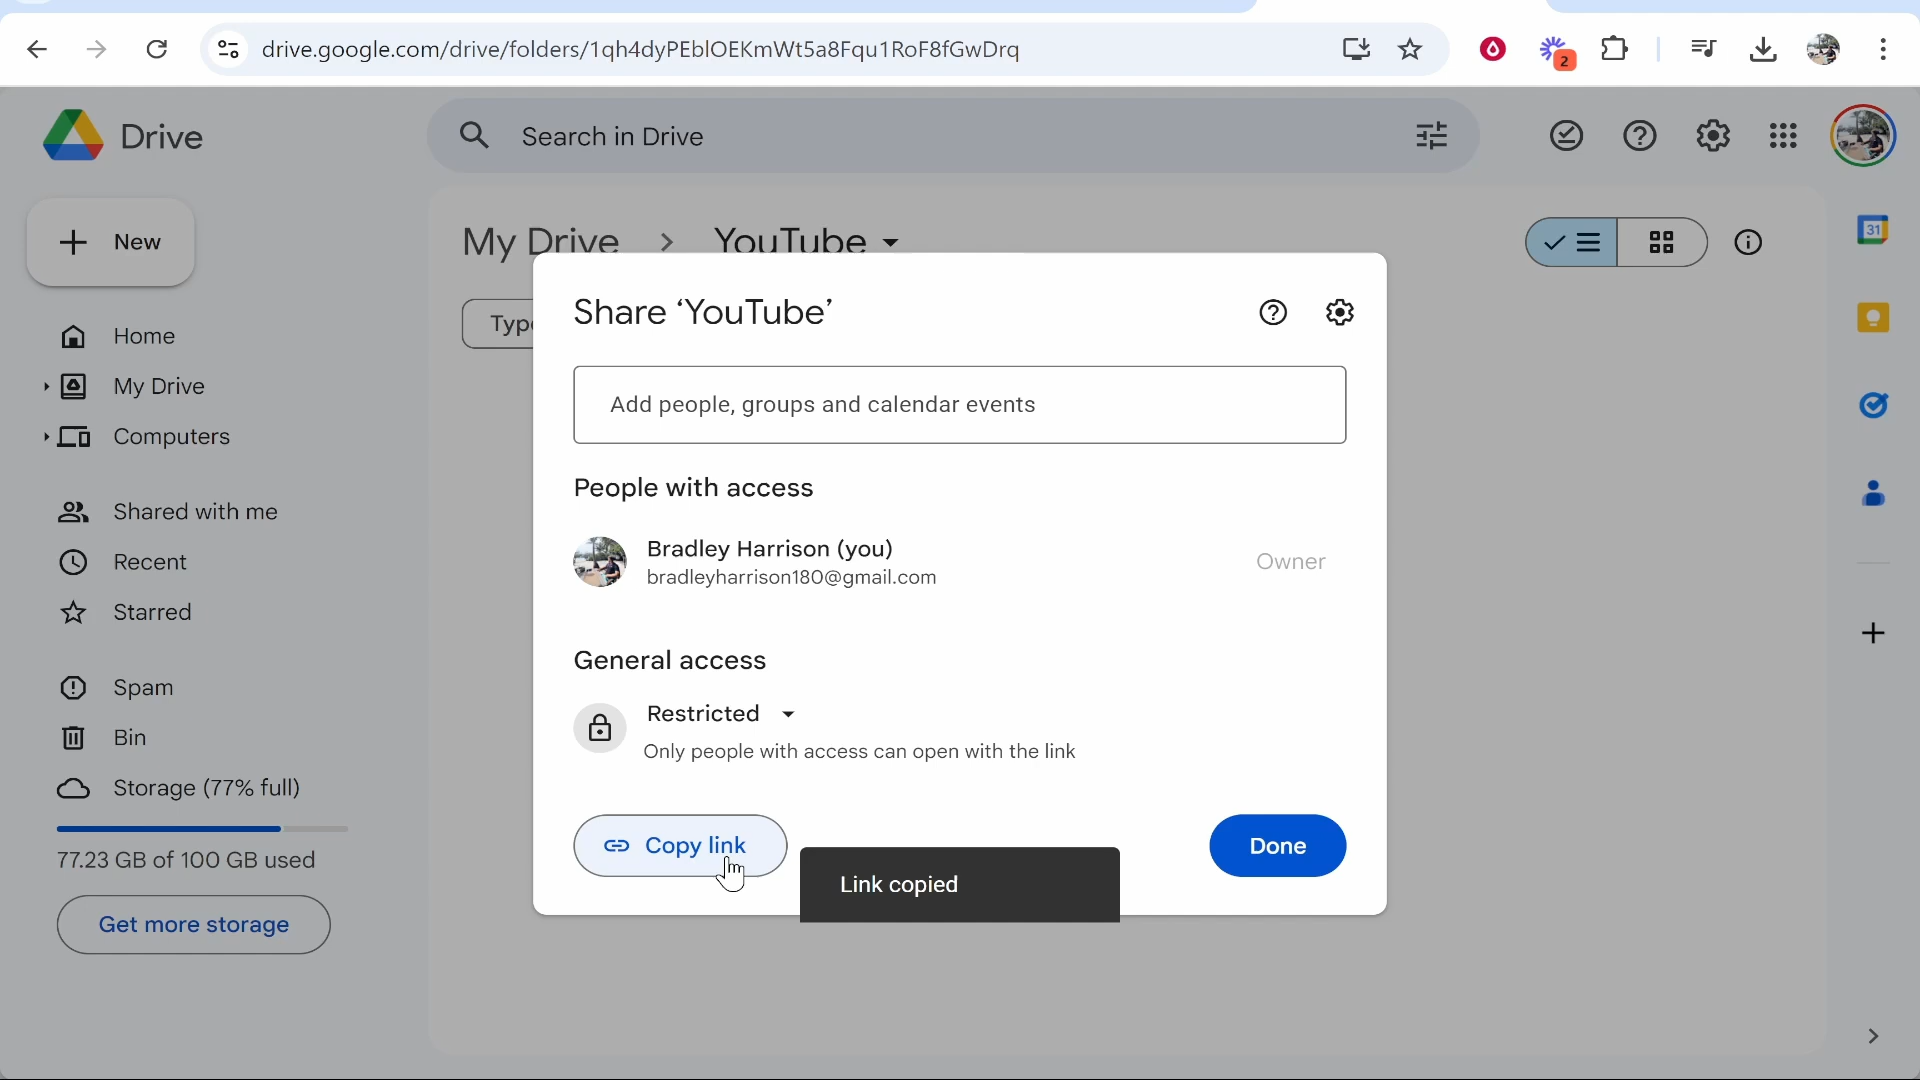 drive.google.com/drive/folders/1qh4dyPEblOEKmWt5a8Fqu1RoF8fGwDrq
2
Drive
Search in Drive
New
My Drive
YouTube
31
Type
Home
My Drive
Computers
Shared with me
Recent
Starred
Spam
Bin
Storage (77% full)
77.23 GB of 100 GB used
Get more storage
Share ‘YouTube’
Add people, groups and calendar events
People with access
Bradley Harrison (you)
bradleyharrison180@gmail.com
Owner
General access
Restricted
Only people with access can open with the link
Copy link
Link copied
Done